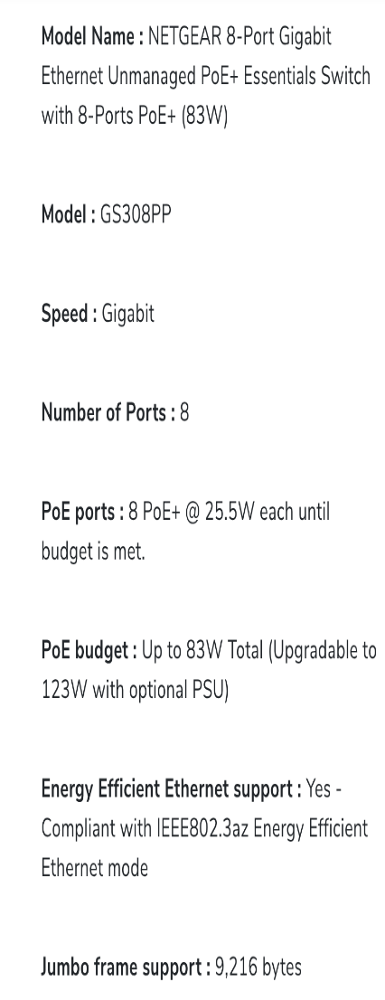 Model Name : NETGEAR 8-Port Gigabit
Ethernet Unmanaged PoE+ Essentials Switch
with 8-Ports PoE+ (83W)
Model : GS308PP
Speed : Gigabit
Number of Ports : 8
PoE ports : 8 PoE+ @ 25.5W each until
budget is met.
PoE budget : Up to 83W Total (Upgradable to
123W with optional PSU)
Energy Efficient Ethernet support : Yes -
Compliant with IEEE802.3az Energy Efficient
Ethernet mode
Jumbo frame support : 9,216 bytes